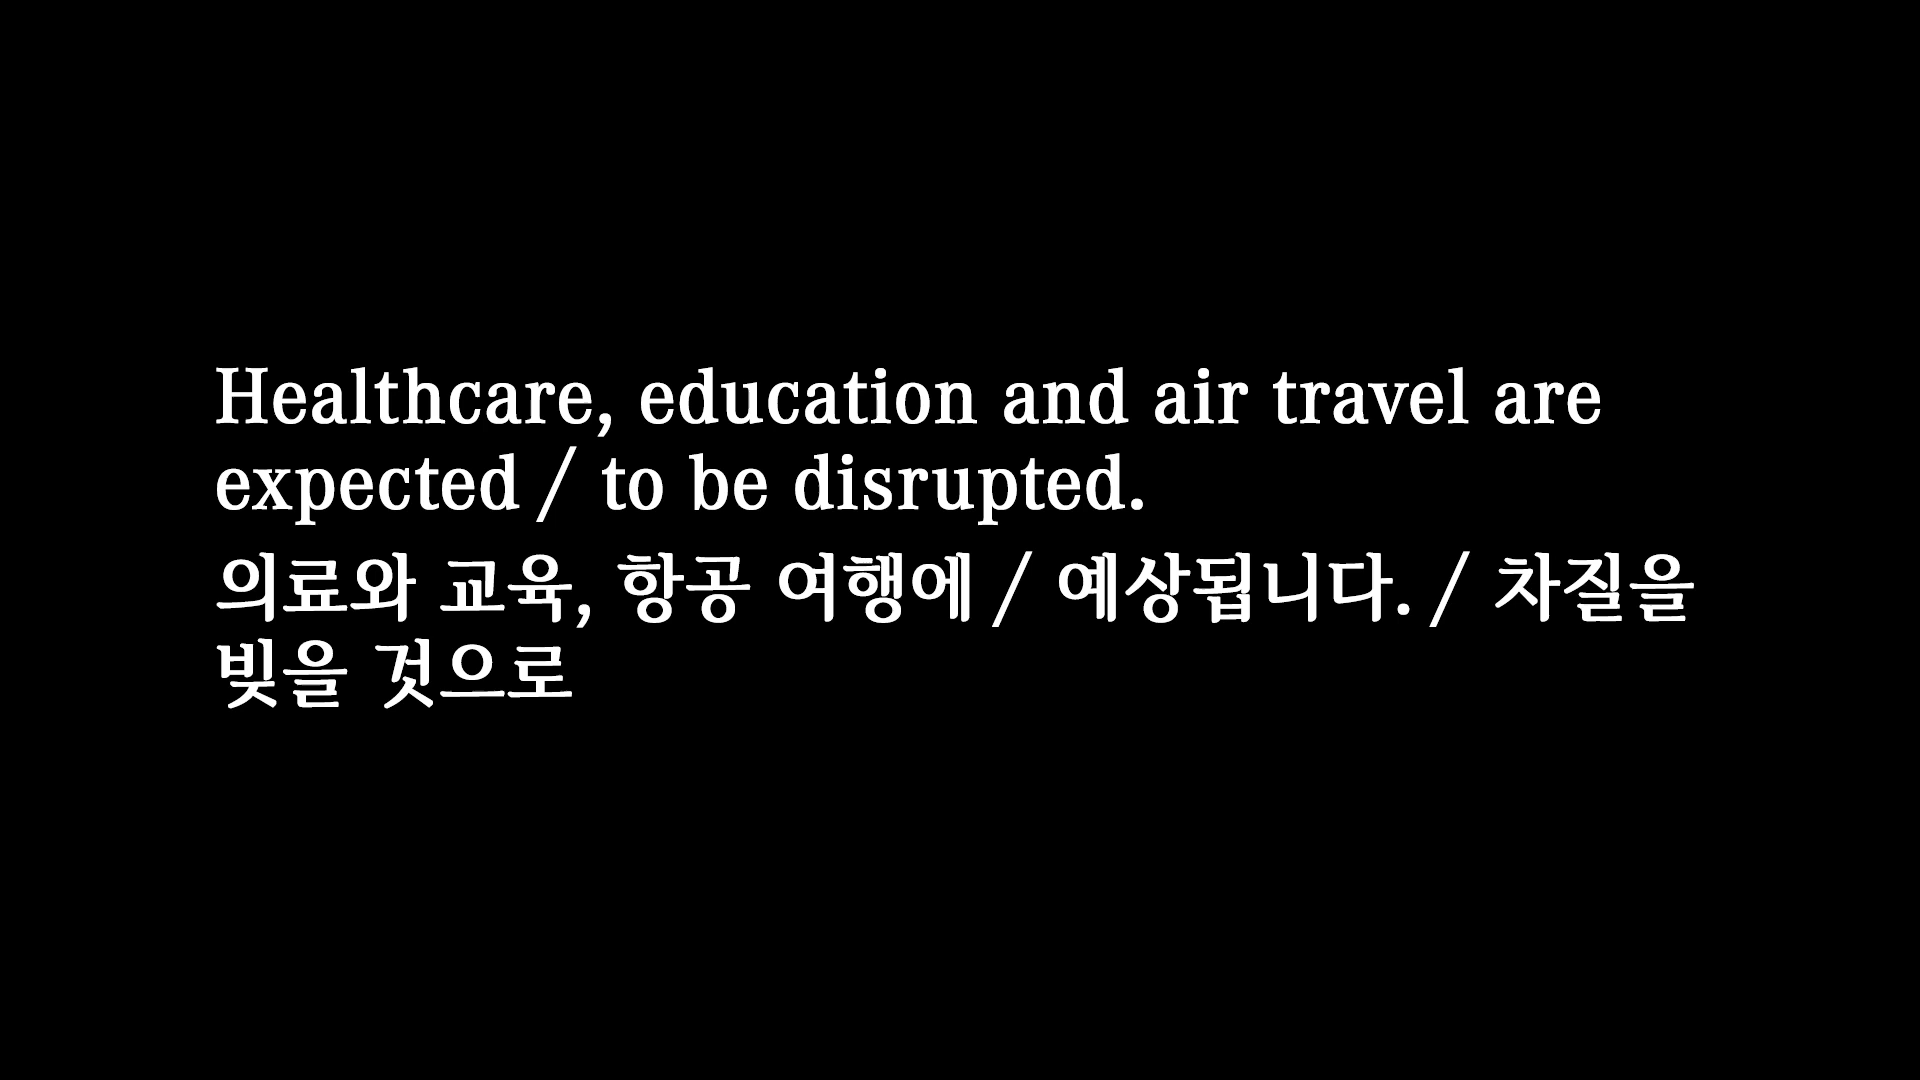 Healthcare, education and air travel are
expected / to be disrupted.
의료와 교육, 항공 여행에 / 예상됩니다. / 차질을
빚을 것으로